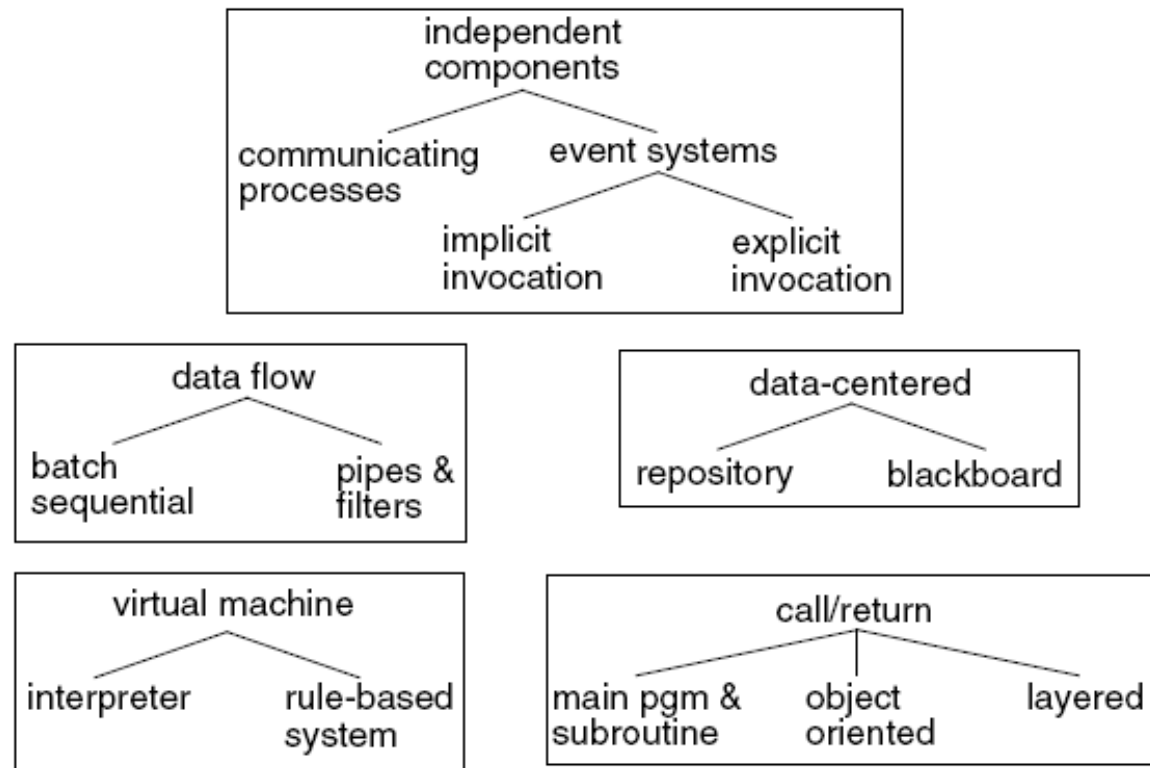 independent
components
communicating
processes
event systems
implicit
invocation
explicit
invocation
data flow
batch
sequential
pipes &
filters
data-centered
repository
blackboard
virtual machine
interpreter
rule-based
system
call/return
main pgm &
subroutine
object
oriented
layered